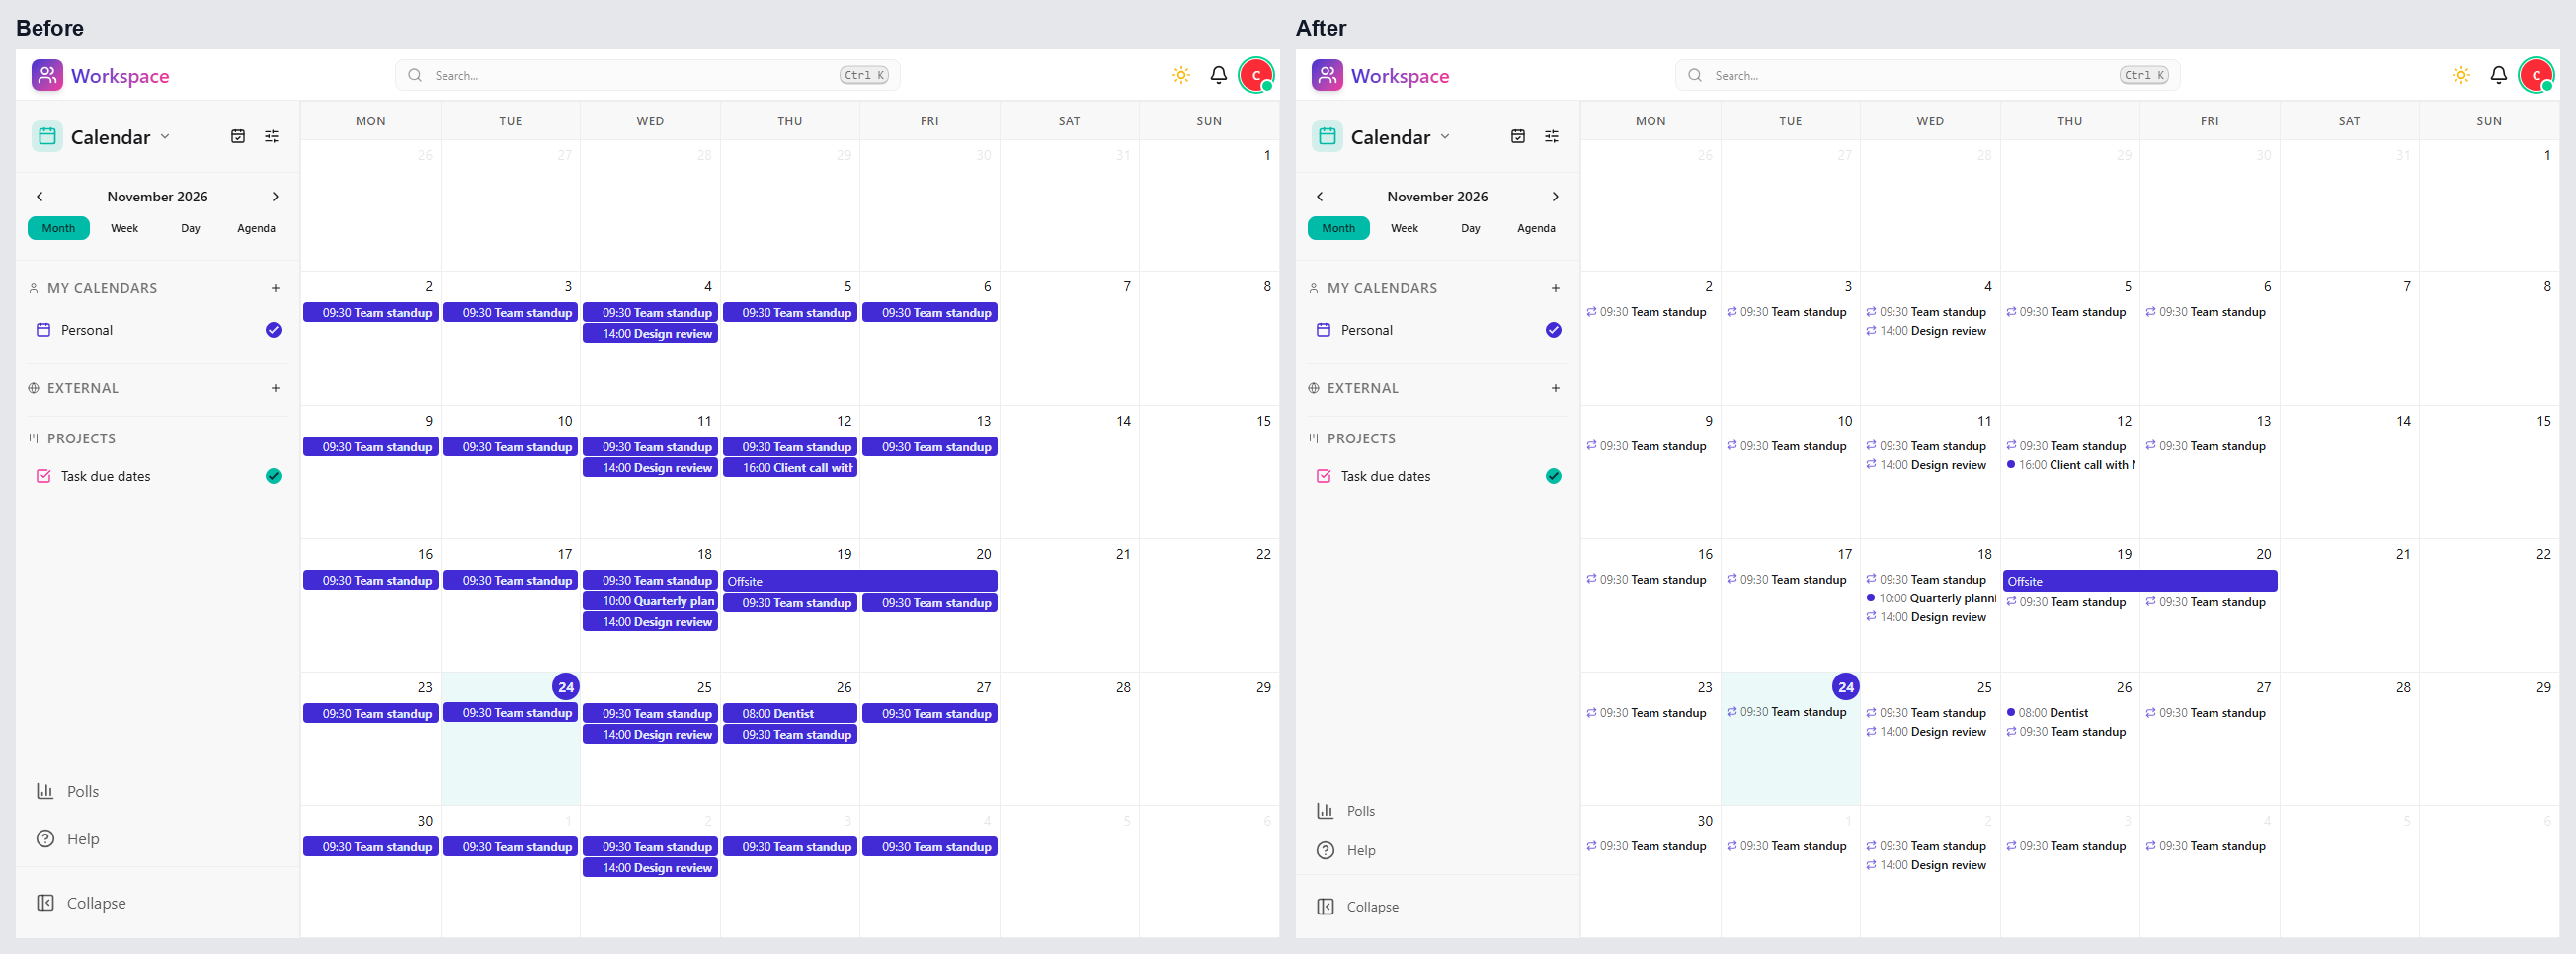 Before
Workspace
Search...
Ctrl K
C
Calendar
November 2026
Month Week Day Agenda
MY CALENDARS
Personal
EXTERNAL
PROJECTS
Task due dates
Polls
Help
Collapse
MON TUE WED THU FRI SAT SUN
26 27 28 29 30 31 1
2 3 4 5 6 7 8
09:30 Team standup 09:30 Team standup 09:30 Team standup 09:30 Team standup 09:30 Team standup
14:00 Design review
9 10 11 12 13 14 15
09:30 Team standup 09:30 Team standup 09:30 Team standup 09:30 Team standup 09:30 Team standup
14:00 Design review 16:00 Client call with
16 17 18 19 20 21 22
09:30 Team standup 09:30 Team standup 09:30 Team standup Offsite
10:00 Quarterly plan 09:30 Team standup 09:30 Team standup
14:00 Design review
23 24 25 26 27 28 29
09:30 Team standup 09:30 Team standup 09:30 Team standup 08:00 Dentist 09:30 Team standup
14:00 Design review 09:30 Team standup
30 1 2 3 4 5 6
09:30 Team standup 09:30 Team standup 09:30 Team standup 09:30 Team standup 09:30 Team standup
14:00 Design review
After
Workspace
Search...
Ctrl K
C
Calendar
November 2026
Month Week Day Agenda
MY CALENDARS
Personal
EXTERNAL
PROJECTS
Task due dates
Polls
Help
Collapse
MON TUE WED THU FRI SAT SUN
26 27 28 29 30 31 1
2 3 4 5 6 7 8
09:30 Team standup 09:30 Team standup 09:30 Team standup 09:30 Team standup 09:30 Team standup
14:00 Design review
9 10 11 12 13 14 15
09:30 Team standup 09:30 Team standup 09:30 Team standup 09:30 Team standup 09:30 Team standup
14:00 Design review 16:00 Client call with
16 17 18 19 20 21 22
09:30 Team standup 09:30 Team standup 09:30 Team standup Offsite
10:00 Quarterly planni 09:30 Team standup 09:30 Team standup
14:00 Design review
23 24 25 26 27 28 29
09:30 Team standup 09:30 Team standup 09:30 Team standup 08:00 Dentist 09:30 Team standup
14:00 Design review 09:30 Team standup
30 1 2 3 4 5 6
09:30 Team standup 09:30 Team standup 09:30 Team standup 09:30 Team standup 09:30 Team standup
14:00 Design review